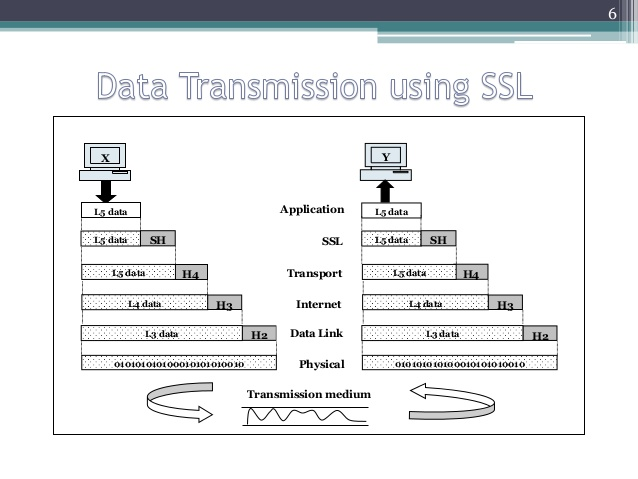 6
Data Transmission using SSL
X Y
L5 data Application L5 data
L5 data SH SSL L5 data SH
L5 data H4 Transport L5 data H4
L4 data H3 Internet L4 data H3
L3 data H2 Data Link L3 data H2
010101010100010101010010 Physical 010101010100010101010010
Transmission medium